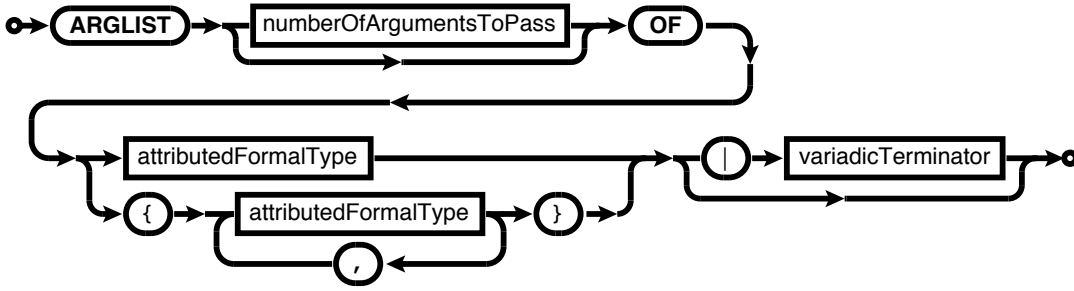 ARGLIST numberOfArgumentsToPass OF
attributedFormalType | variadicTerminator
{ attributedFormalType }
,